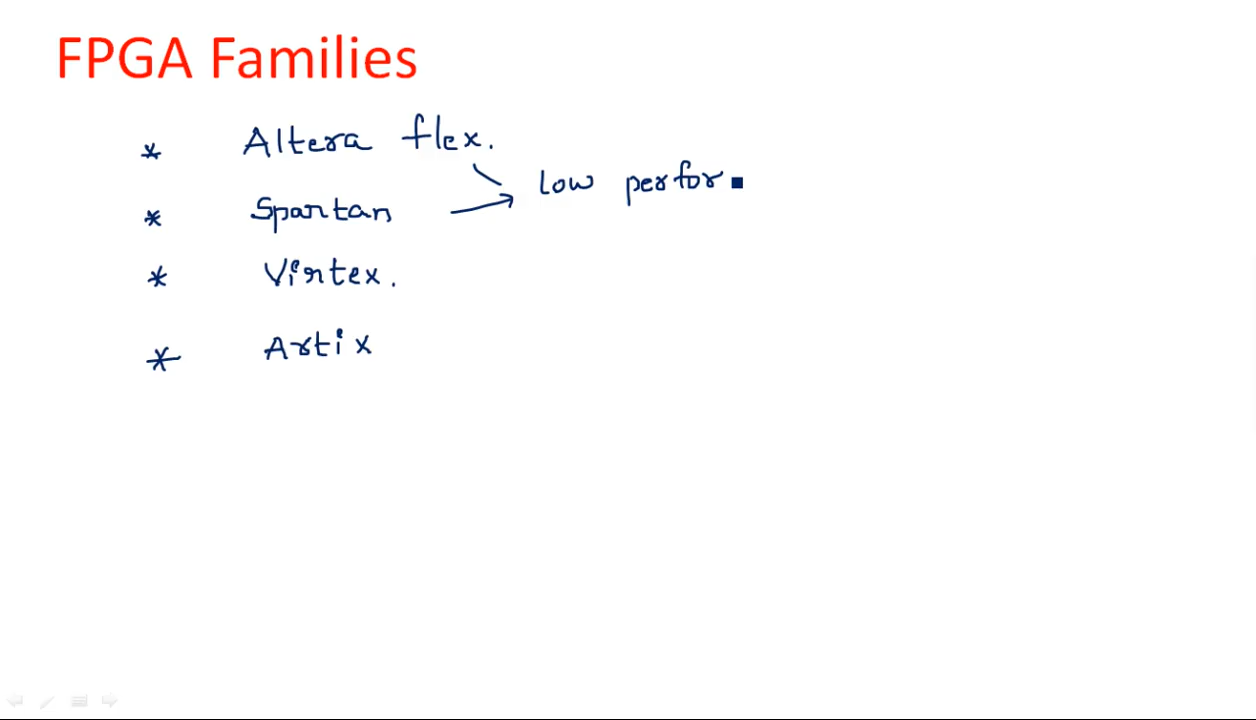 FPGA Families
* Altera flex.
Low perfor
* Spartan
* Virtex.
* Artix